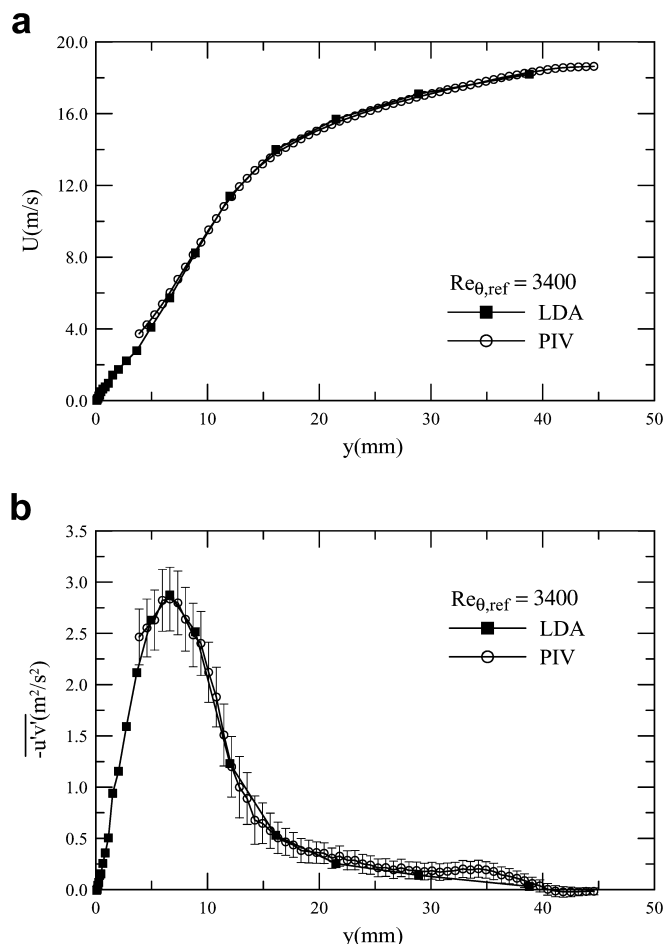 a
20.0
16.0
12.0
8.0
4.0
0.0
U(m/s)
Reθ,ref = 3400
LDA
PIV
0 10 20 30 40 50
y(mm)
b
3.5
3.0
2.5
2.0
1.5
1.0
0.5
0.0
-u'v'(m²/s²)
Reθ,ref = 3400
LDA
PIV
0 10 20 30 40 50
y(mm)